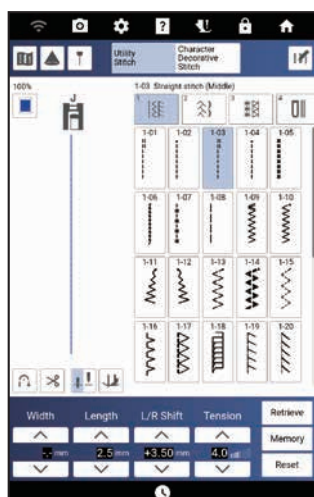 Utility
Stitch
Character
Decorative
Stitch
100%
J
1-03 Straight stitch (Middle)
1 2 3 4
1-01 1-02 1-03 1-04 1-05
1-06 1-07 1-08 1-09 1-10
1-11 1-12 1-13 1-14 1-15
1-16 1-17 1-18 1-19 1-20
Width Length L/R Shift Tension
Retrieve
Memory
Reset
-.- mm 2.5 mm +3.50 mm 4.0